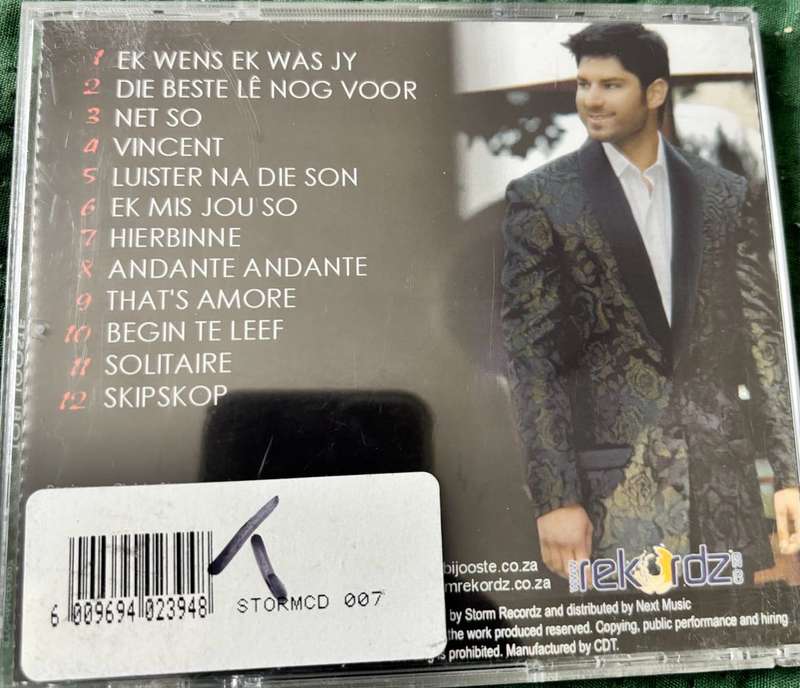 1 EK WENS EK WAS JY
2 DIE BESTE LÊ NOG VOOR
3 NET SO
4 VINCENT
5 LUISTER NA DIE SON
6 EK MIS JOU SO
7 HIERBINNE
8 ANDANTE ANDANTE
9 THAT'S AMORE
10 BEGIN TE LEEF
11 SOLITAIRE
12 SKIPSKOP
bijooste.co.za
mrekordz.co.za
rekordz
by Storm Recordz and distributed by Next Music
the work produced reserved. Copying, public performance and hiring
is prohibited. Manufactured by CDT.
6 009694 023948
STORMCD 007